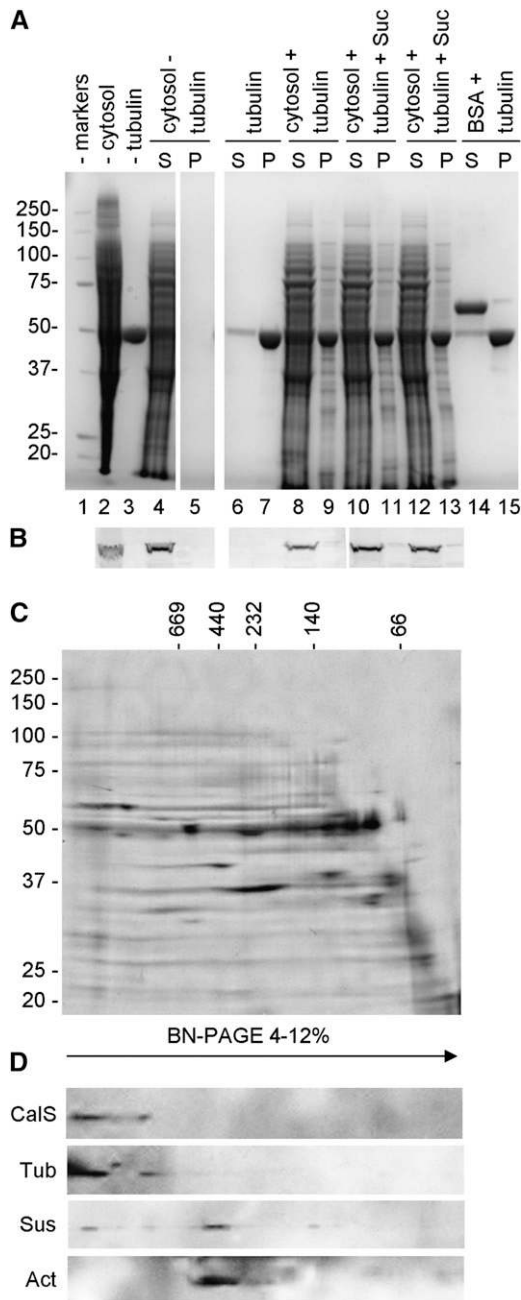 A
- markers
- cytosol
- tubulin
cytosol -
tubulin
tubulin
cytosol +
tubulin
cytosol +
tubulin + Suc
cytosol +
tubulin + Suc
BSA +
tubulin
S P S P S P S P S P S P
250-
150-
100-
75-
50-
37-
25-
20-
1 2 3 4 5 6 7 8 9 10 11 12 13 14 15
B
C
669 440 232 140 66
250 -
150 -
100 -
75 -
50 -
37 -
25 -
20 -
BN-PAGE 4-12%
D
CalS
Tub
Sus
Act